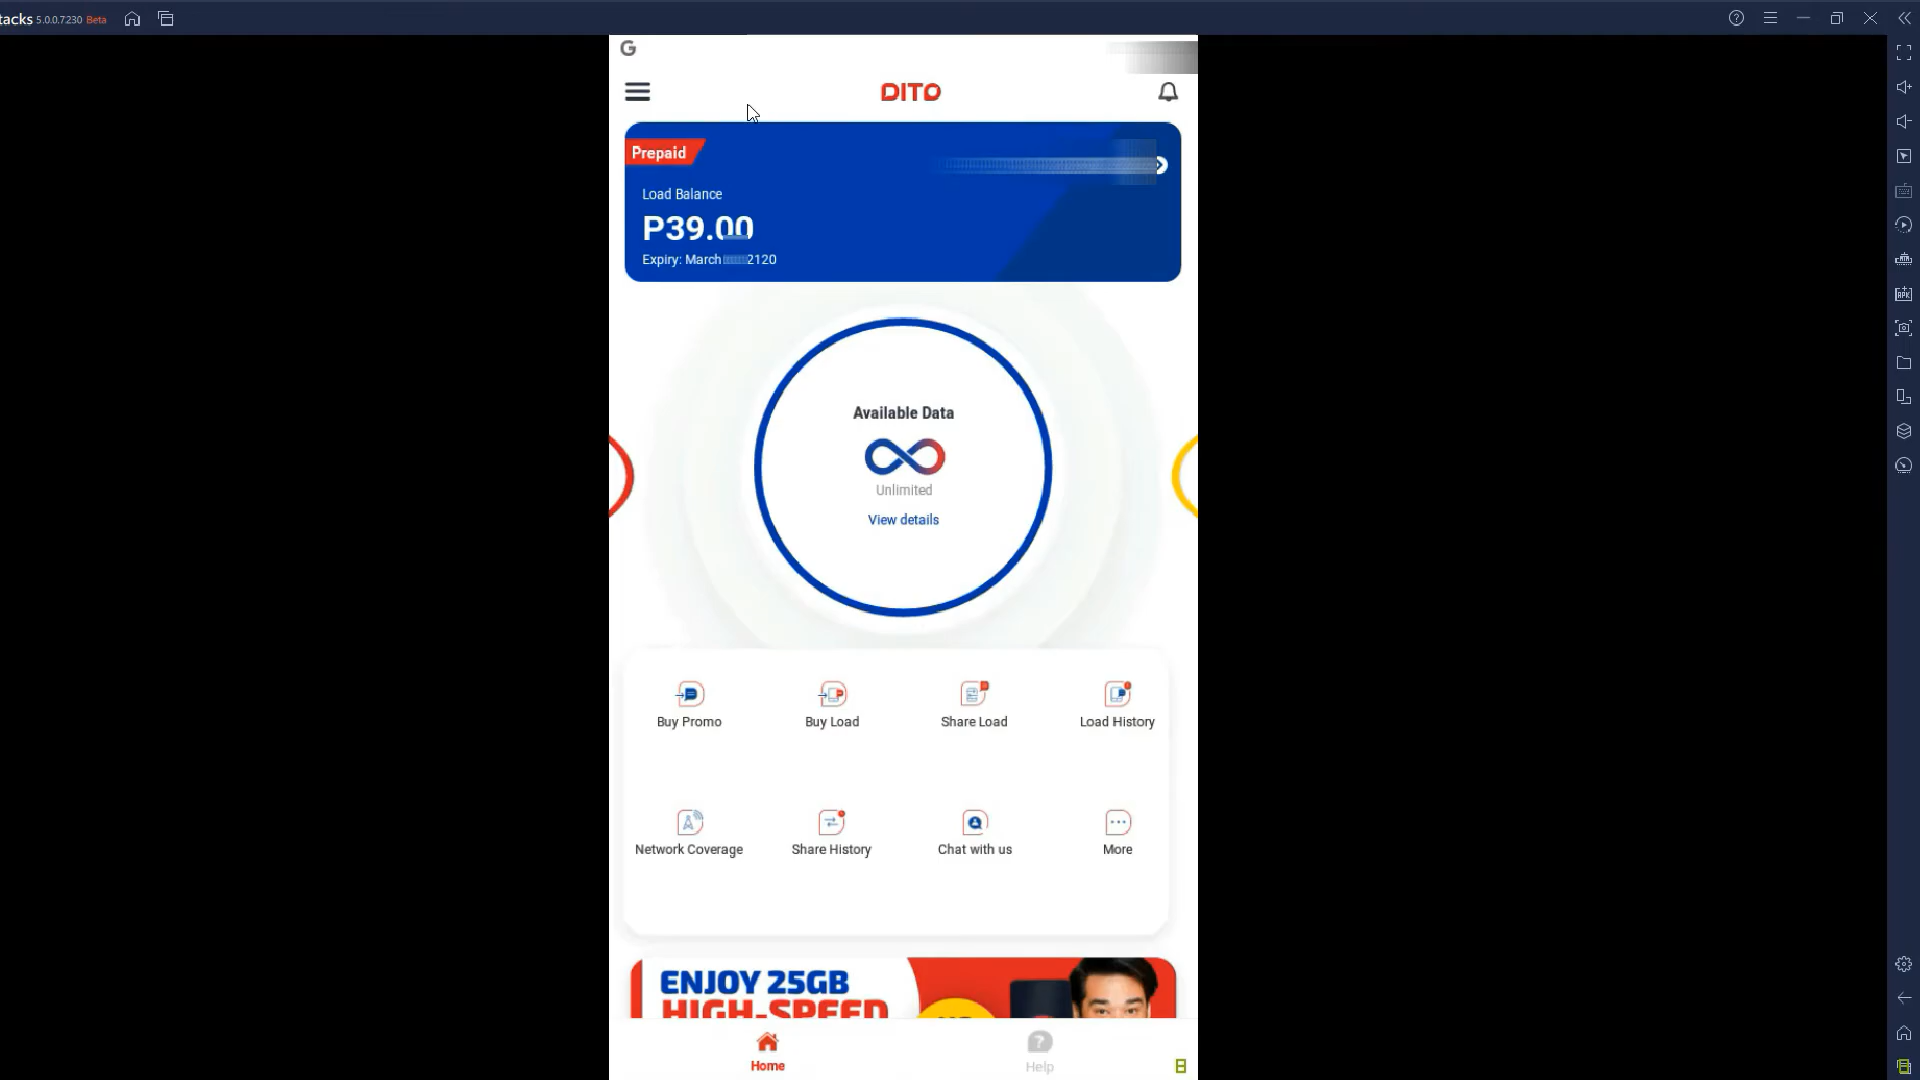 tacks 5.0.0.7230 Beta
G
DITO
Prepaid
Load Balance
P39.00
Expiry: March 2120
Available Data
Unlimited
View details
Buy Promo
Buy Load
Share Load
Load History
Network Coverage
Share History
Chat with us
More
ENJOY 25GB
HIGH-SPEED
Home
Help